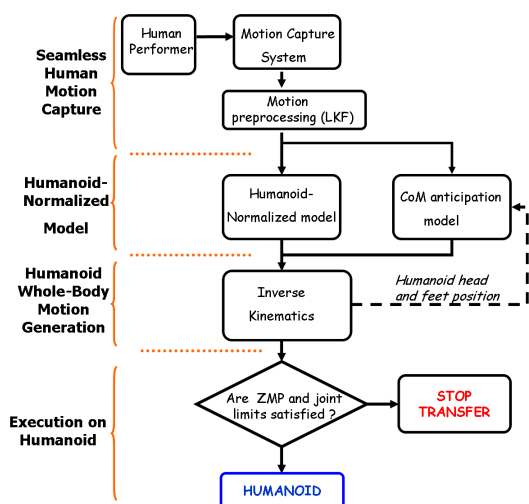 Human
Performer
Motion Capture
System
Seamless
Human
Motion
Capture
Motion
preprocessing (LKF)
Humanoid-
Normalized
Model
Humanoid-
Normalized model
CoM anticipation
model
Humanoid
Whole-Body
Motion
Generation
Inverse
Kinematics
Humanoid head
and feet position
Execution on
Humanoid
Are ZMP and joint
limits satisfied ?
STOP
TRANSFER
HUMANOID